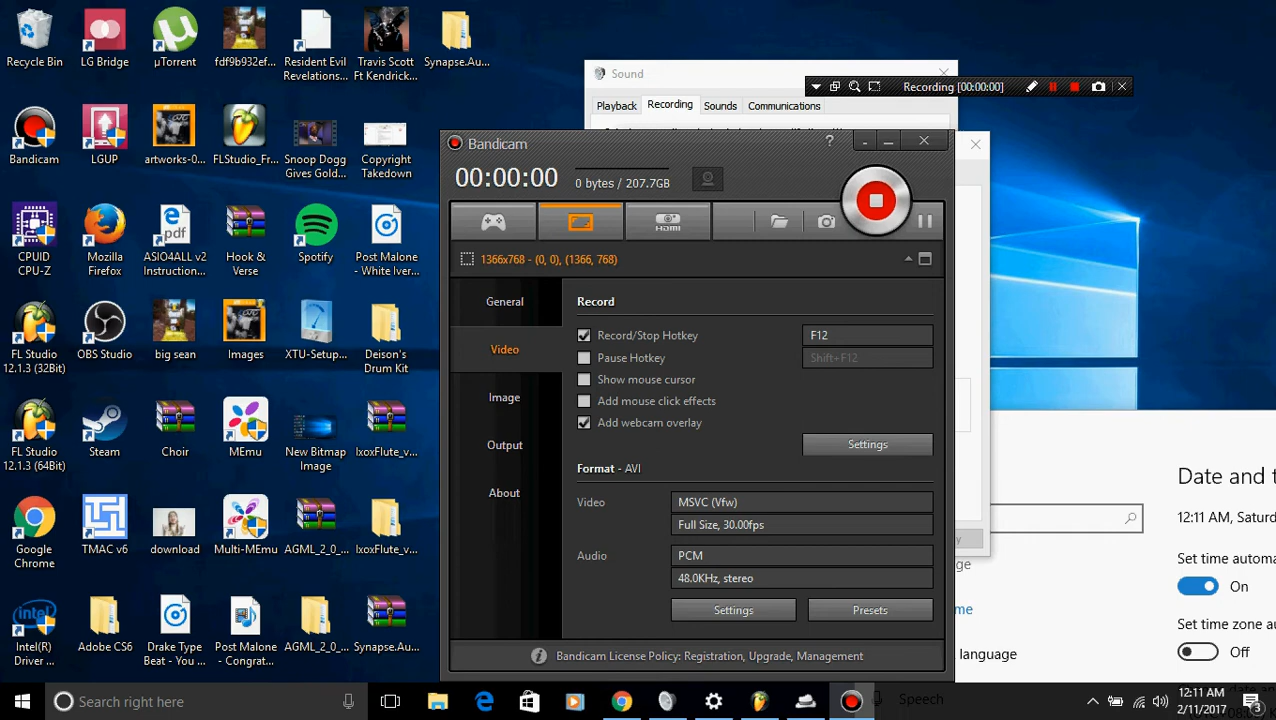 Recycle Bin
LG Bridge
µTorrent
fdf9b932ef...
Resident Evil
Revelations...
Travis Scott
Ft Kendrick...
Synapse.Au...
Bandicam
LGUP
artworks-0...
FLStudio_Fr...
Snoop Dogg
Gives Gold...
Copyright
Takedown
CPUID
CPU-Z
Mozilla
Firefox
pdf
ASIO4ALL v2
Instruction...
Hook &
Verse
Spotify
Post Malone
- White Iver...
FL Studio
12.1.3 (32Bit)
OBS Studio
big sean
Images
XTU-Setup...
Deison's
Drum Kit
FL Studio
12.1.3 (64Bit)
Steam
Choir
MEmu
New Bitmap
Image
lxoxFlute_v...
Google
Chrome
TMAC v6
download
Multi-MEmu
AGML_2_0_...
lxoxFlute_v...
intel
Intel(R)
Driver ...
Adobe CS6
Drake Type
Beat - You ...
Post Malone
- Congrat...
AGML_2_0_...
Synapse.Au...
Sound
Recording [00:00:00]
Playback
Recording
Sounds
Communications
Bandicam
?
00:00:00
0 bytes / 207.7GB
HDMI
1366x768 - (0, 0), (1366, 768)
General
Video
Image
Output
About
Record
Record/Stop Hotkey
F12
Pause Hotkey
Shift+F12
Show mouse cursor
Add mouse click effects
Add webcam overlay
Settings
Format - AVI
Video
MSVC (Vfw)
Full Size, 30.00fps
Audio
PCM
48.0KHz, stereo
Settings
Presets
Bandicam License Policy: Registration, Upgrade, Management
Date and t
12:11 AM, Saturd
Set time automa
On
Set time zone au
Off
y
ge
me
language
Speech
Search right here
12:11 AM
2/11/2017
3